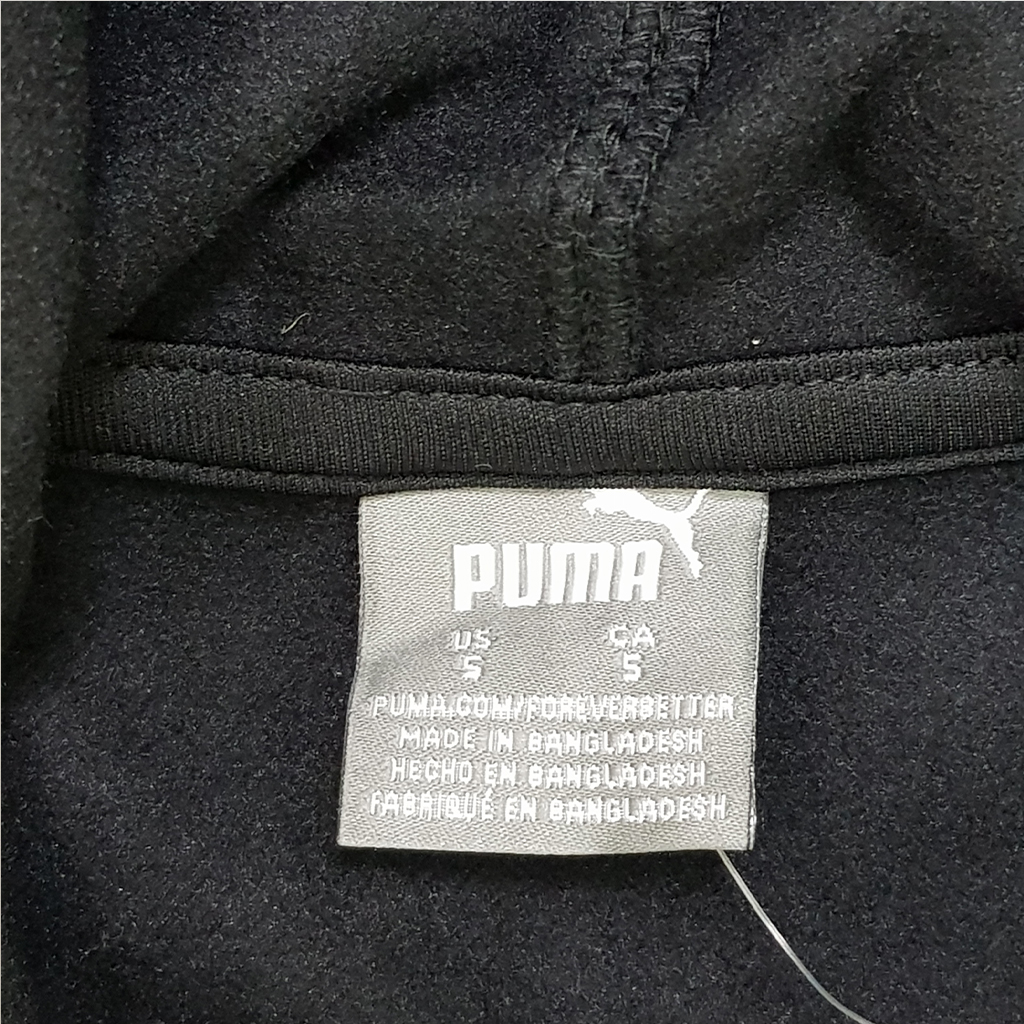 PUMA
US CA
S S
PUMA.COM/FOREVERBETTER
MADE IN BANGLADESH
HECHO EN BANGLADESH
FABRIQUÉ EN BANGLADESH